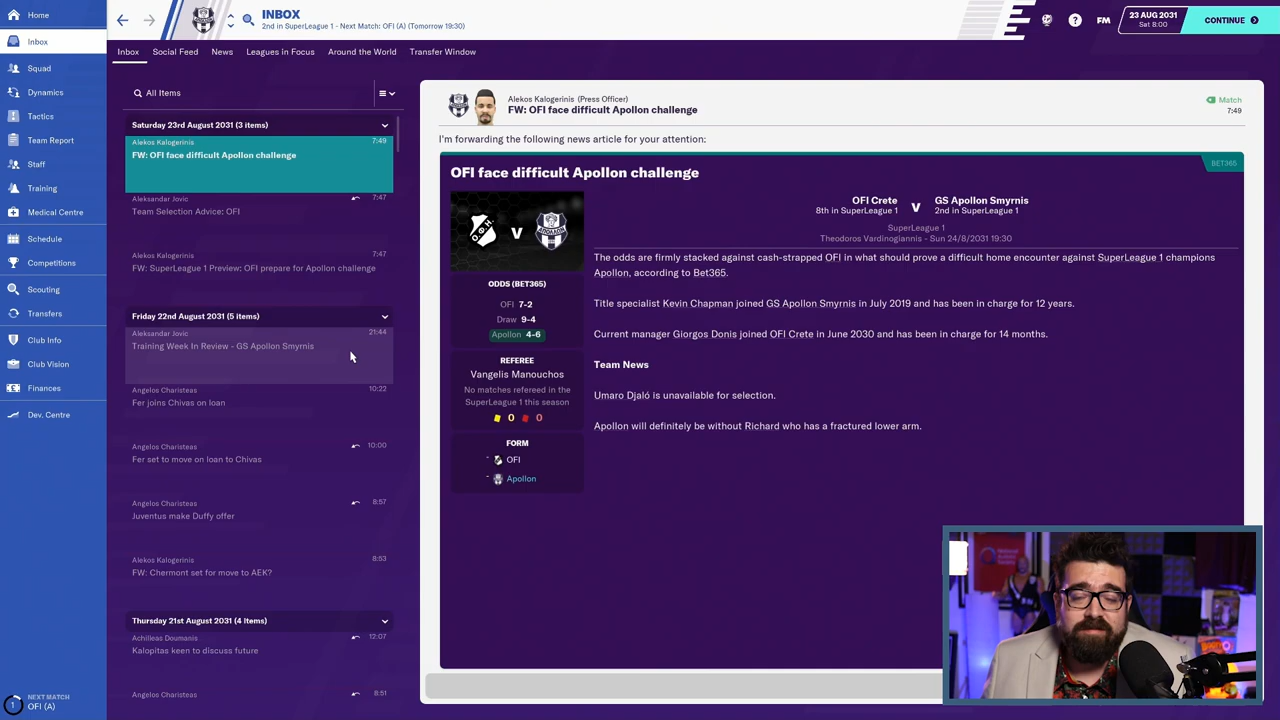 Home
Inbox
Squad
Dynamics
Tactics
Team Report
Staff
Training
Medical Centre
Schedule
Competitions
Scouting
Transfers
Club Info
Club Vision
Finances
Dev. Centre
1
NEXT MATCH
OFI (A)
INBOX
2nd in SuperLeague 1 - Next Match: OFI (A) (Tomorrow 19:30)
?
FM
23 AUG 2031
Sat 8:00
CONTINUE
Inbox
Social Feed
News
Leagues in Focus
Around the World
Transfer Window
All Items
Saturday 23rd August 2031 (3 items)
Alekos Kalogerinis 7:49
FW: OFI face difficult Apollon challenge
Aleksandar Jovic 7:47
Team Selection Advice: OFI
Alekos Kalogerinis 7:47
FW: SuperLeague 1 Preview: OFI prepare for Apollon challenge
Friday 22nd August 2031 (5 items)
Aleksandar Jovic 21:44
Training Week In Review - GS Apollon Smyrnis
Angelos Charisteas 10:22
Fer joins Chivas on loan
Angelos Charisteas 10:00
Fer set to move on loan to Chivas
Angelos Charisteas 8:57
Juventus make Duffy offer
Alekos Kalogerinis 8:53
FW: Chermont set for move to AEK?
Thursday 21st August 2031 (4 items)
Achilleas Doumanis 12:07
Kalopitas keen to discuss future
Angelos Charisteas 8:51
Alekos Kalogerinis (Press Officer)
FW: OFI face difficult Apollon challenge
Match
7:49
I'm forwarding the following news article for your attention:
OFI face difficult Apollon challenge
BET365
V
OFI Crete
8th in SuperLeague 1
V
GS Apollon Smyrnis
2nd in SuperLeague 1
SuperLeague 1
Theodoros Vardinogiannis - Sun 24/8/2031 19:30
The odds are firmly stacked against cash-strapped OFI in what should prove a difficult home encounter against SuperLeague 1 champions
Apollon, according to Bet365.
Title specialist Kevin Chapman joined GS Apollon Smyrnis in July 2019 and has been in charge for 12 years.
Current manager Giorgos Donis joined OFI Crete in June 2030 and has been in charge for 14 months.
Team News
Umaro Djaló is unavailable for selection.
Apollon will definitely be without Richard who has a fractured lower arm.
ODDS (BET365)
OFI 7-2
Draw 9-4
Apollon 4-6
REFEREE
Vangelis Manouchos
No matches refereed in the
SuperLeague 1 this season
0 0
FORM
- OFI
- Apollon